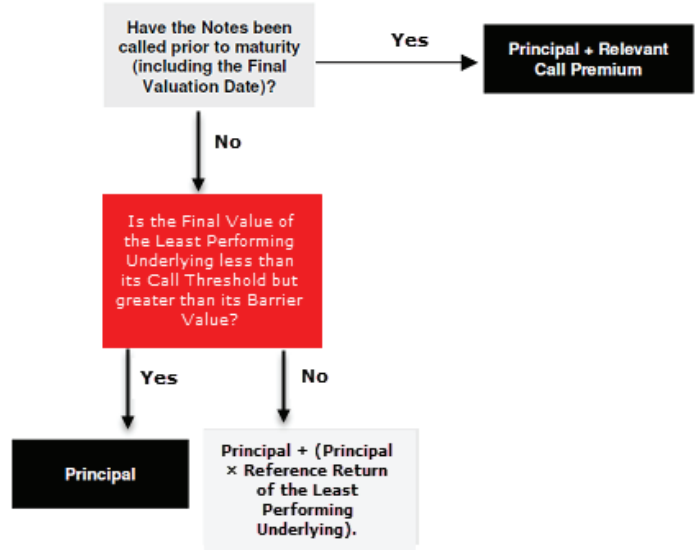 Have the Notes been
called prior to maturity
(including the Final
Valuation Date)?
Yes
Principal + Relevant
Call Premium
No
Is the Final Value of
the Least Performing
Underlying less than
its Call Threshold but
greater than its Barrier
Value?
Yes
No
Principal
Principal + (Principal
× Reference Return
of the Least
Performing
Underlying).